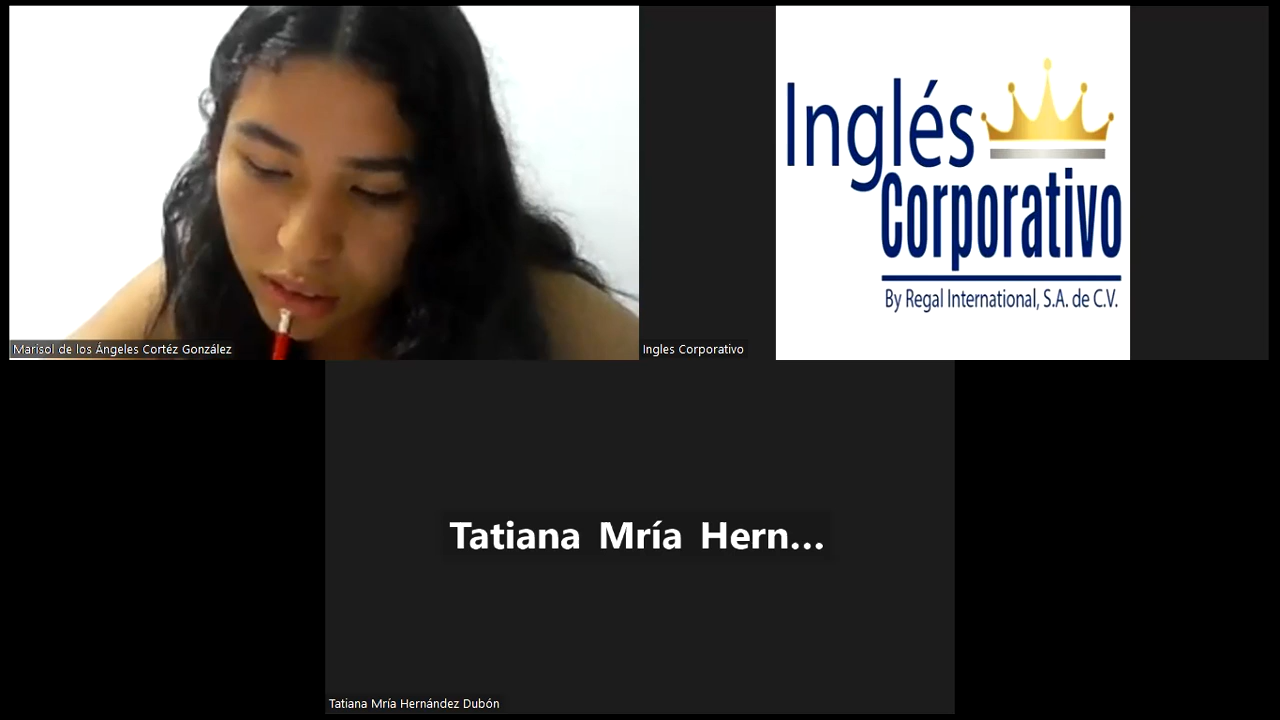 Inglés
Corporativo
By Regal International, S.A. de C.V.
Marisol de los Ángeles Cortéz González
Ingles Corporativo
Tatiana Mría Hern...
Tatiana Mría Hernández Dubón